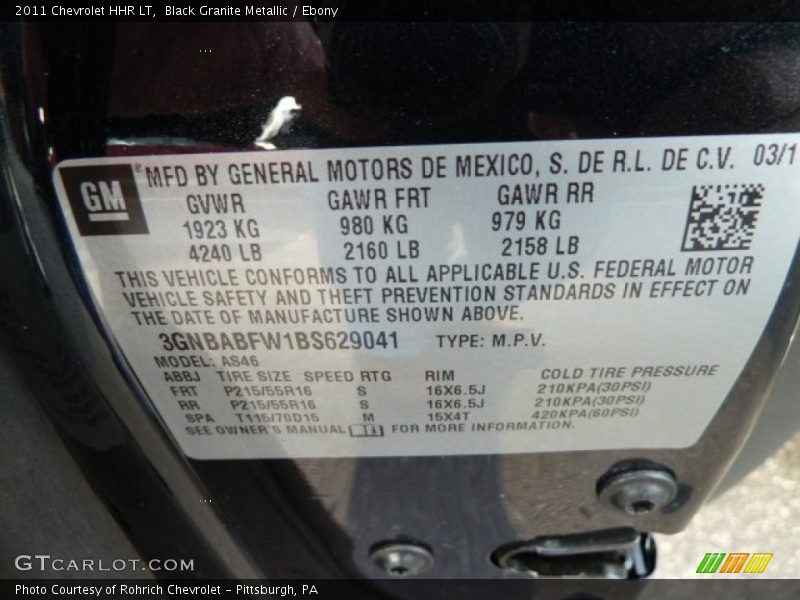 2011 Chevrolet HHR LT,  Black Granite Metallic / Ebony
GM
® MFD BY GENERAL MOTORS DE MEXICO, S. DE R.L. DE C.V. 03/1
GVWR GAWR FRT GAWR RR
1923 KG 980 KG 979 KG
4240 LB 2160 LB 2158 LB
THIS VEHICLE CONFORMS TO ALL APPLICABLE U.S. FEDERAL MOTOR
VEHICLE SAFETY AND THEFT PREVENTION STANDARDS IN EFFECT ON
THE DATE OF MANUFACTURE SHOWN ABOVE.
3GNBABFW1BS629041 TYPE: M.P.V.
MODEL: AS46
ABBJ TIRE SIZE SPEED RTG RIM COLD TIRE PRESSURE
FRT P215/55R16 S 16X6.5J 210KPA(30PSI)
RR P215/55R16 S 16X6.5J 210KPA(30PSI)
SPA T115/70D15 M 15X4T 420KPA(60PSI)
SEE OWNER'S MANUAL FOR MORE INFORMATION.
GTCARLOT.COM
Photo Courtesy of Rohrich Chevrolet - Pittsburgh, PA